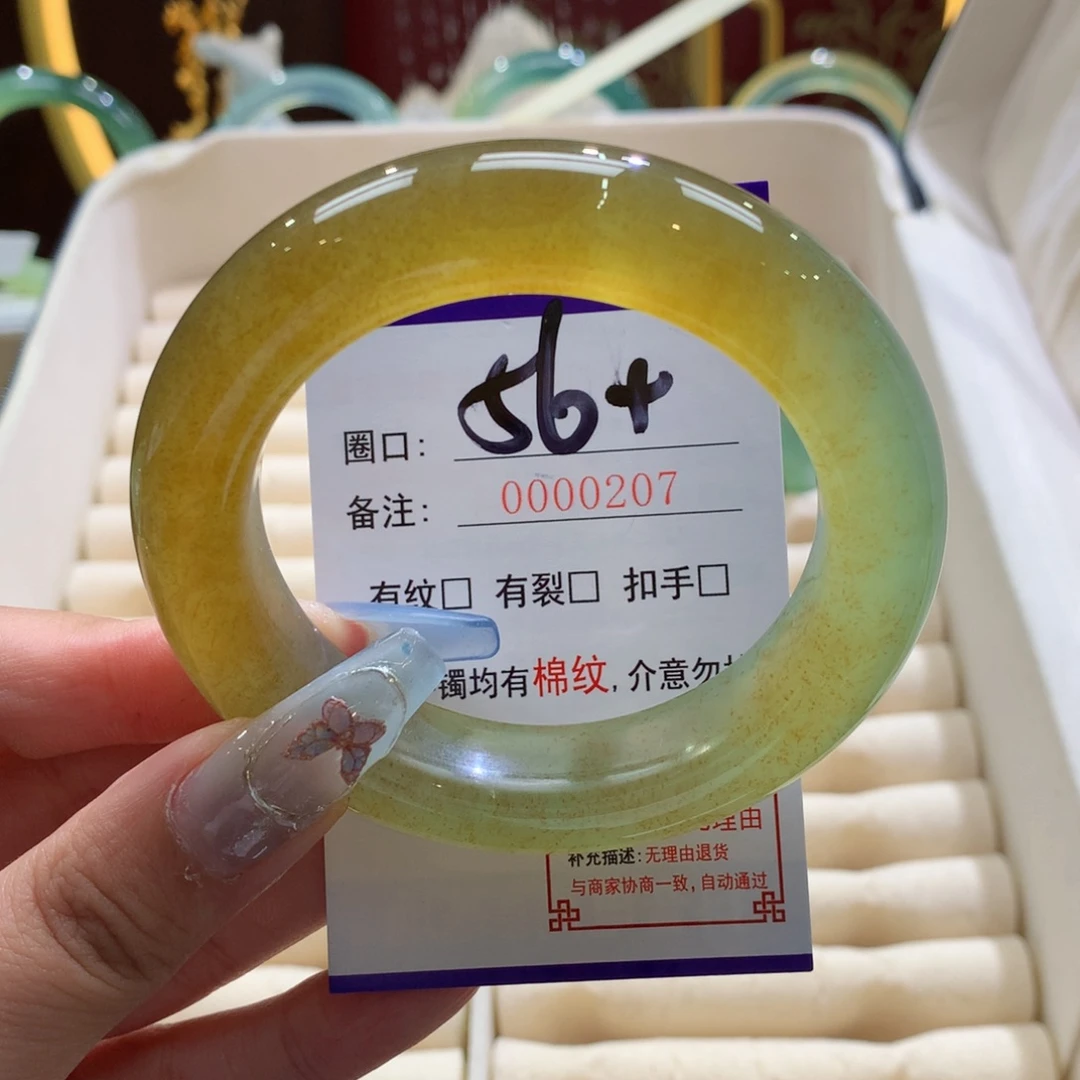 圈口: 56+
备注: 0000207
有纹□ 有裂□ 扣手□
镯均有棉纹, 介意勿
理由
补充描述: 无理由退货
与商家协商一致, 自动通过